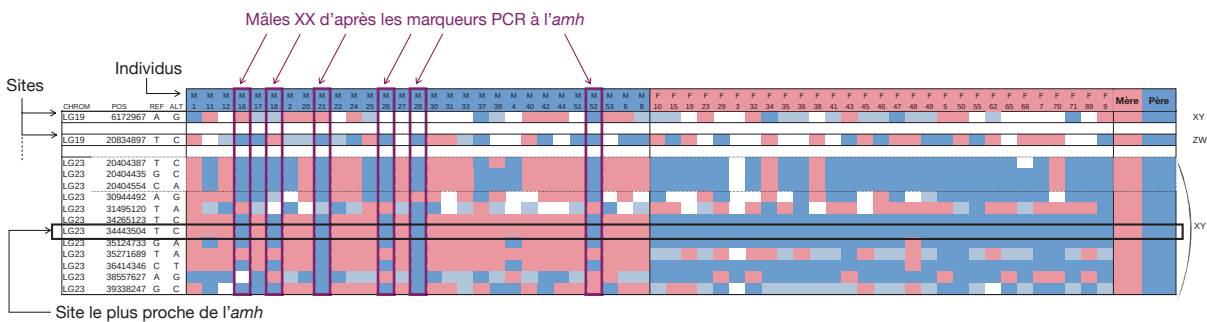 Mâles XX d'après les marqueurs PCR à l'amh
Individus
Sites
M M M M M M M M M M M M M M M M M M M M M M M M M M M M M F F F F F F F F F F F F F F F F F F F F F F F F F F F F F Mère Père
CHROM POS REF ALT 1 11 12 16 17 18 2 20 21 22 24 25 26 27 28 30 31 33 37 39 4 40 42 44 51 52 53 6 8 10 15 19 23 29 3 32 34 35 36 38 41 43 45 46 47 48 49 5 50 55 62 65 66 7 70 71 89 9
LG19 6172967 A G XY
LG19 20834897 T C ZW
LG23 20404387 T C
LG23 20404435 G C
LG23 20404554 C A
LG23 30944492 A G
LG23 31495120 T A
LG23 34265123 T C XY
LG23 34443504 T C
LG23 35124733 G A
LG23 35271689 T A
LG23 36414346 C T
LG23 38557627 A G
LG23 39338247 G C
Site le plus proche de l'amh